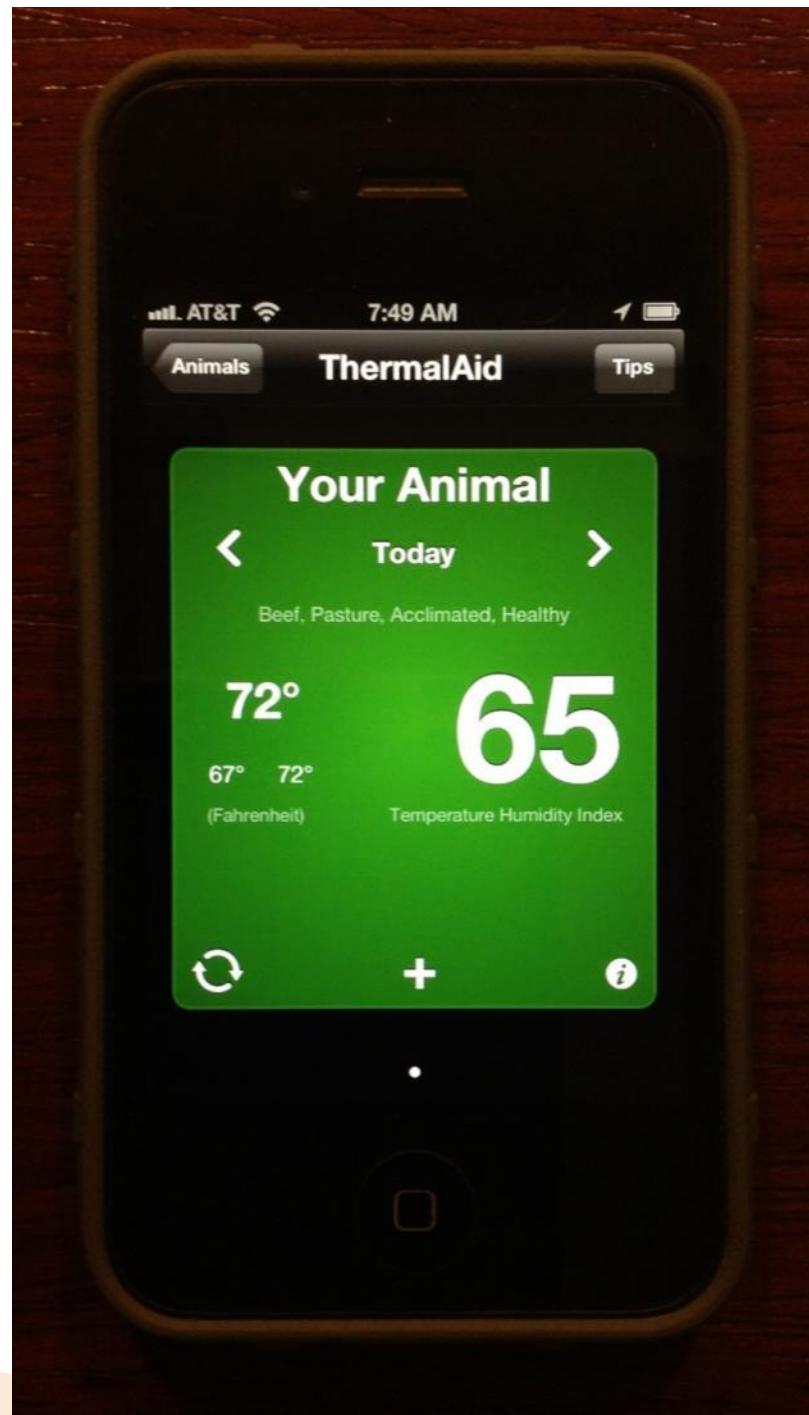 AT&T 7:49 AM
Animals ThermalAid Tips
Your Animal
Today
Beef, Pasture, Acclimated, Healthy
72°
65
67° 72°
(Fahrenheit) Temperature Humidity Index